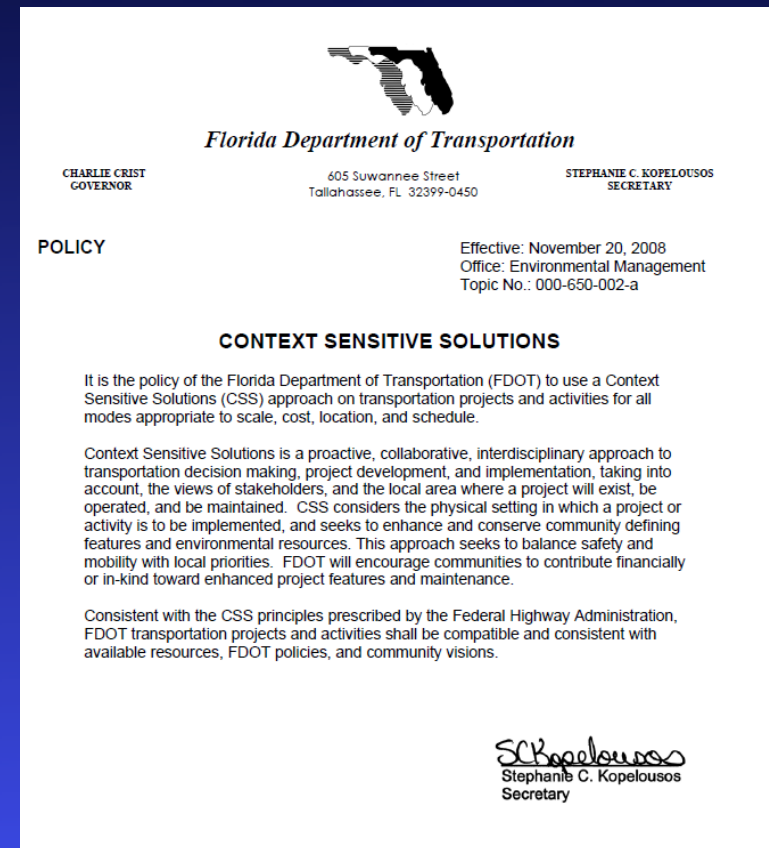 Florida Department of Transportation
CHARLIE CRIST
GOVERNOR
605 Suwannee Street
Tallahassee, FL 32399-0450
STEPHANIE C. KOPELOUSOS
SECRETARY
POLICY
Effective: November 20, 2008
Office: Environmental Management
Topic No.: 000-650-002-a
CONTEXT SENSITIVE SOLUTIONS
It is the policy of the Florida Department of Transportation (FDOT) to use a Context
Sensitive Solutions (CSS) approach on transportation projects and activities for all
modes appropriate to scale, cost, location, and schedule.
Context Sensitive Solutions is a proactive, collaborative, interdisciplinary approach to
transportation decision making, project development, and implementation, taking into
account, the views of stakeholders, and the local area where a project will exist, be
operated, and be maintained.  CSS considers the physical setting in which a project or
activity is to be implemented, and seeks to enhance and conserve community defining
features and environmental resources. This approach seeks to balance safety and
mobility with local priorities.  FDOT will encourage communities to contribute financially
or in-kind toward enhanced project features and maintenance.
Consistent with the CSS principles prescribed by the Federal Highway Administration,
FDOT transportation projects and activities shall be compatible and consistent with
available resources, FDOT policies, and community visions.
SCKopelousos
Stephanie C. Kopelousos
Secretary